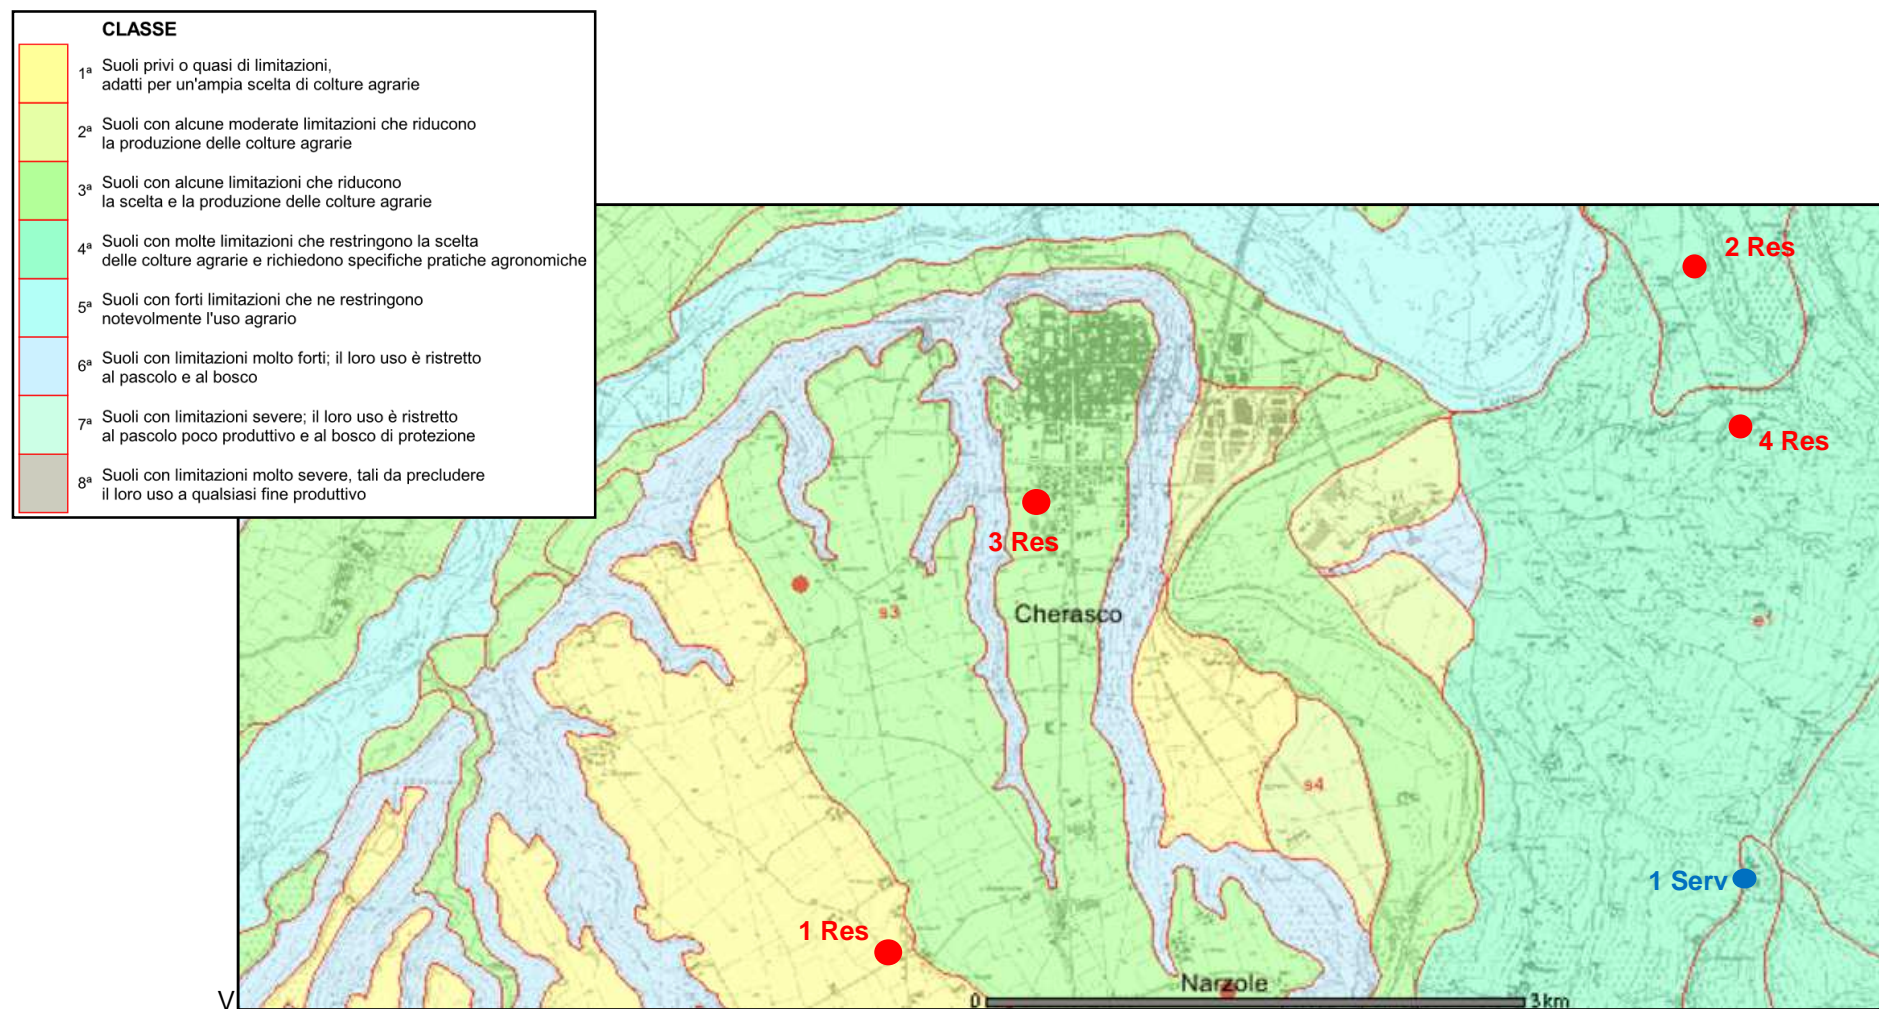 CLASSE
1ª Suoli privi o quasi di limitazioni,
adatti per un'ampia scelta di colture agrarie
2ª Suoli con alcune moderate limitazioni che riducono
la produzione delle colture agrarie
3ª Suoli con alcune limitazioni che riducono
la scelta e la produzione delle colture agrarie
4ª Suoli con molte limitazioni che restringono la scelta
delle colture agrarie e richiedono specifiche pratiche agronomiche
5ª Suoli con forti limitazioni che ne restringono
notevolmente l'uso agrario
6ª Suoli con limitazioni molto forti; il loro uso è ristretto
al pascolo e al bosco
7ª Suoli con limitazioni severe; il loro uso è ristretto
al pascolo poco produttivo e al bosco di protezione
8ª Suoli con limitazioni molto severe, tali da precludere
il loro uso a qualsiasi fine produttivo
2 Res
4 Res
3 Res
s3
Cherasco
s4
1 Serv
1 Res
Narzole
V
0
3km